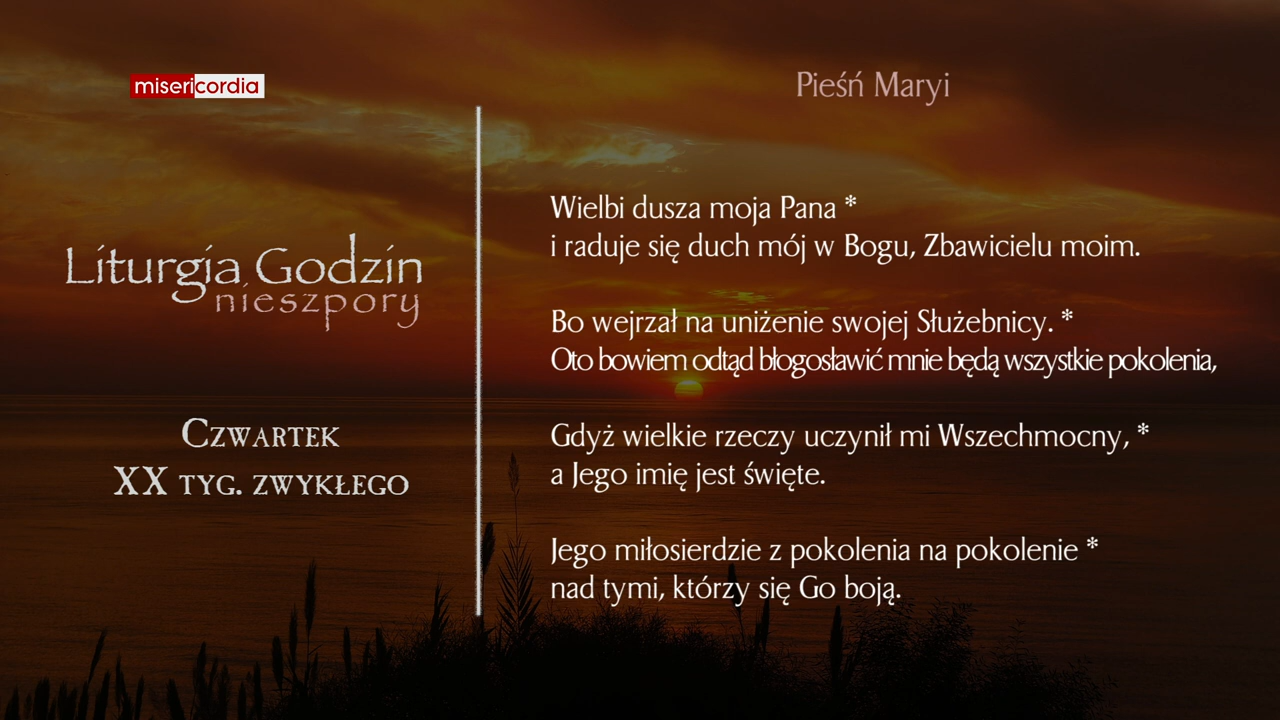 misericordia
Liturgia Godzin
nieszpory
Czwartek
XX tyg. zwykłego
Pieśń Maryi
Wielbi dusza moja Pana *
i raduje się duch mój w Bogu, Zbawicielu moim.
Bo wejrzał na uniżenie swojej Służebnicy. *
Oto bowiem odtąd błogosławić mnie będą wszystkie pokolenia,
Gdyż wielkie rzeczy uczynił mi Wszechmocny, *
a Jego imię jest święte.
Jego miłosierdzie z pokolenia na pokolenie *
nad tymi, którzy się Go boją.